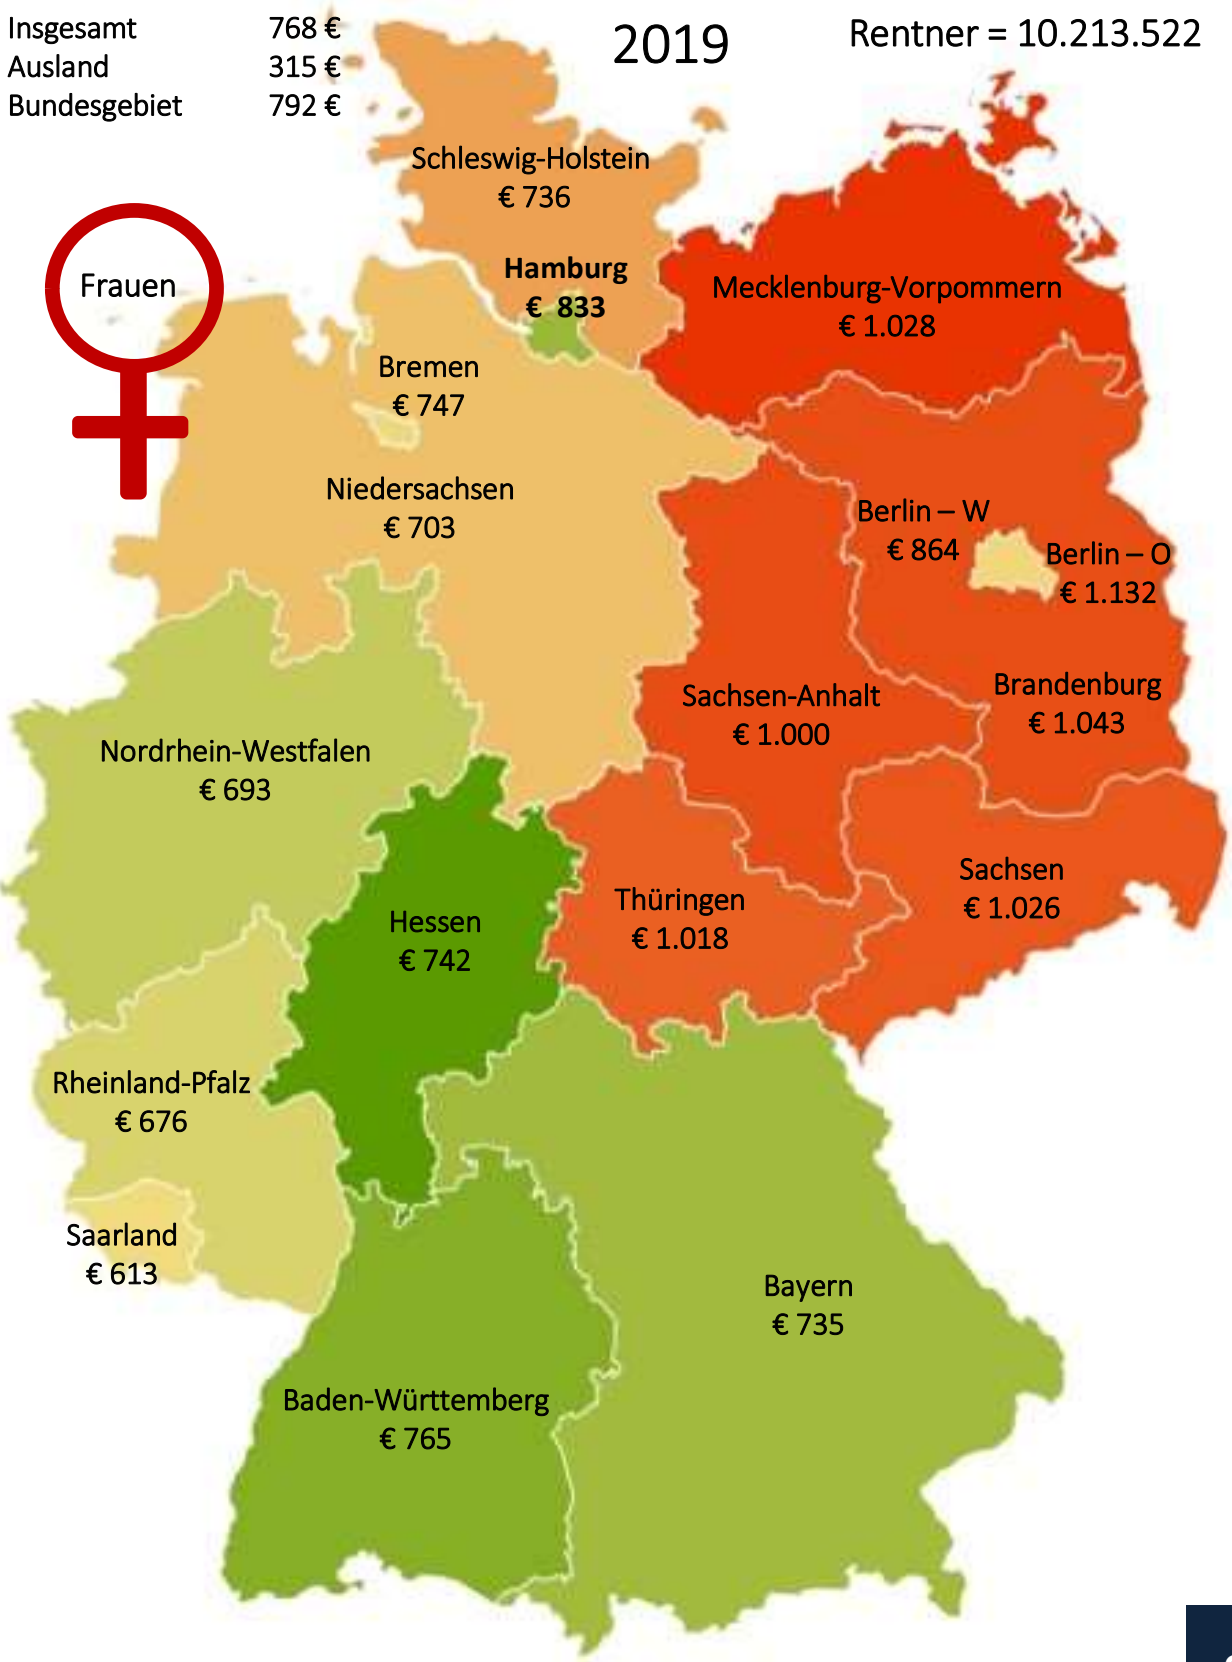 Insgesamt 768 €
Ausland 315 €
Bundesgebiet 792 €
2019
Rentner = 10.213.522
Frauen
Schleswig-Holstein
€ 736
Hamburg
€ 833
Mecklenburg-Vorpommern
€ 1.028
Bremen
€ 747
Niedersachsen
€ 703
Berlin – W
€ 864
Berlin – O
€ 1.132
Sachsen-Anhalt
€ 1.000
Brandenburg
€ 1.043
Nordrhein-Westfalen
€ 693
Sachsen
€ 1.026
Thüringen
€ 1.018
Hessen
€ 742
Rheinland-Pfalz
€ 676
Saarland
€ 613
Bayern
€ 735
Baden-Württemberg
€ 765